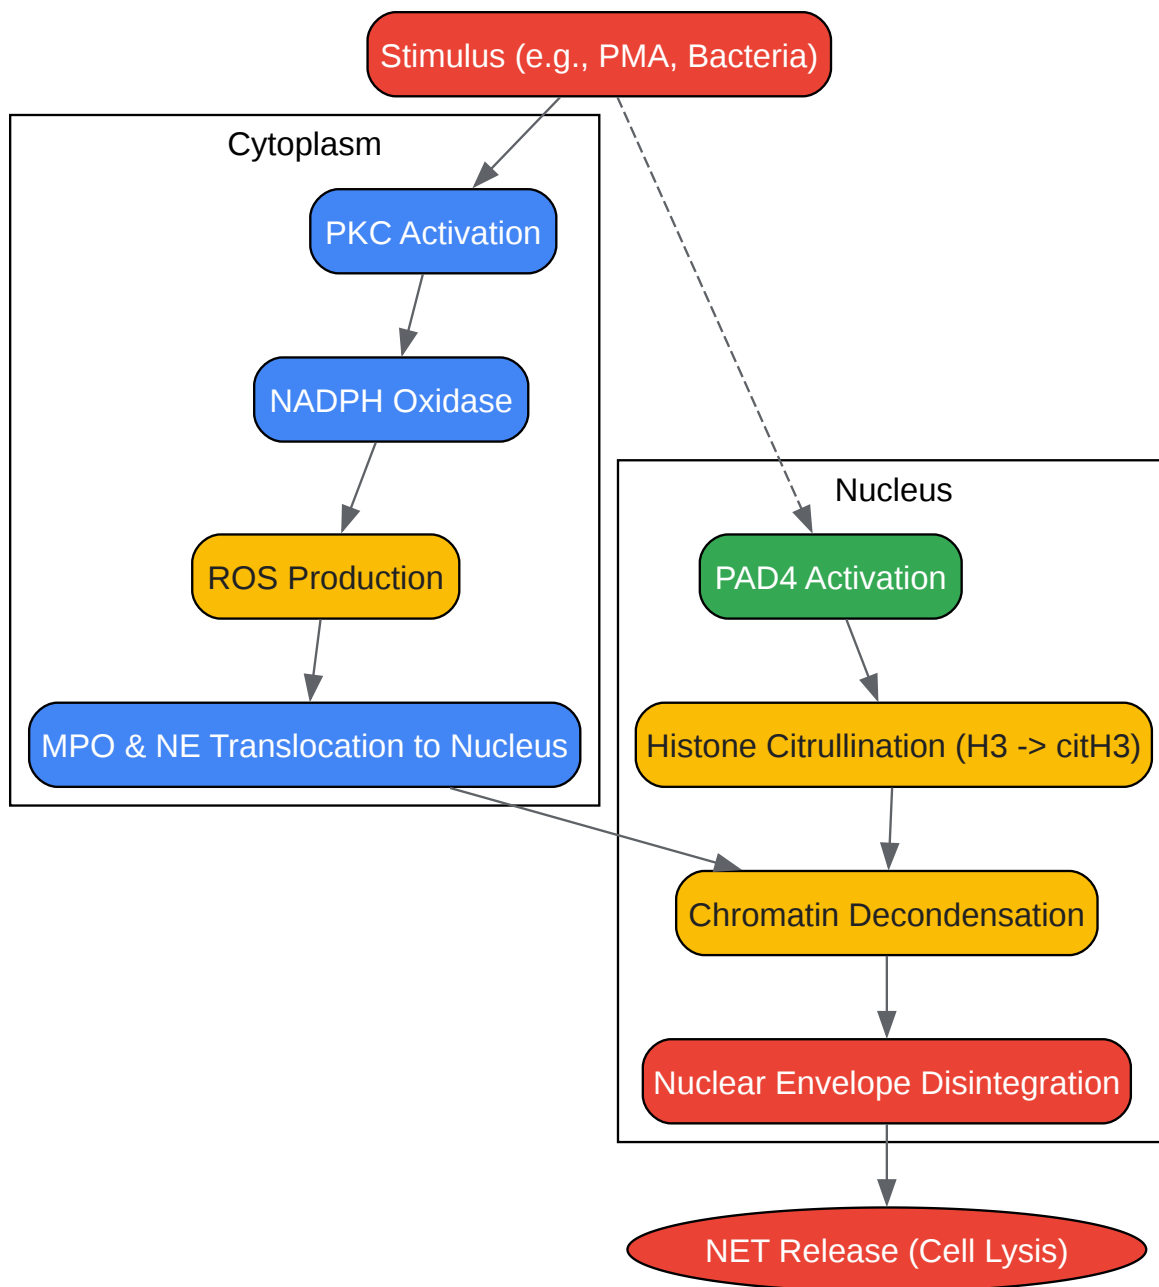 Stimulus (e.g., PMA, Bacteria)
Cytoplasm
PKC Activation
NADPH Oxidase
ROS Production
MPO & NE Translocation to Nucleus
Nucleus
PAD4 Activation
Histone Citrullination (H3 -> citH3)
Chromatin Decondensation
Nuclear Envelope Disintegration
NET Release (Cell Lysis)